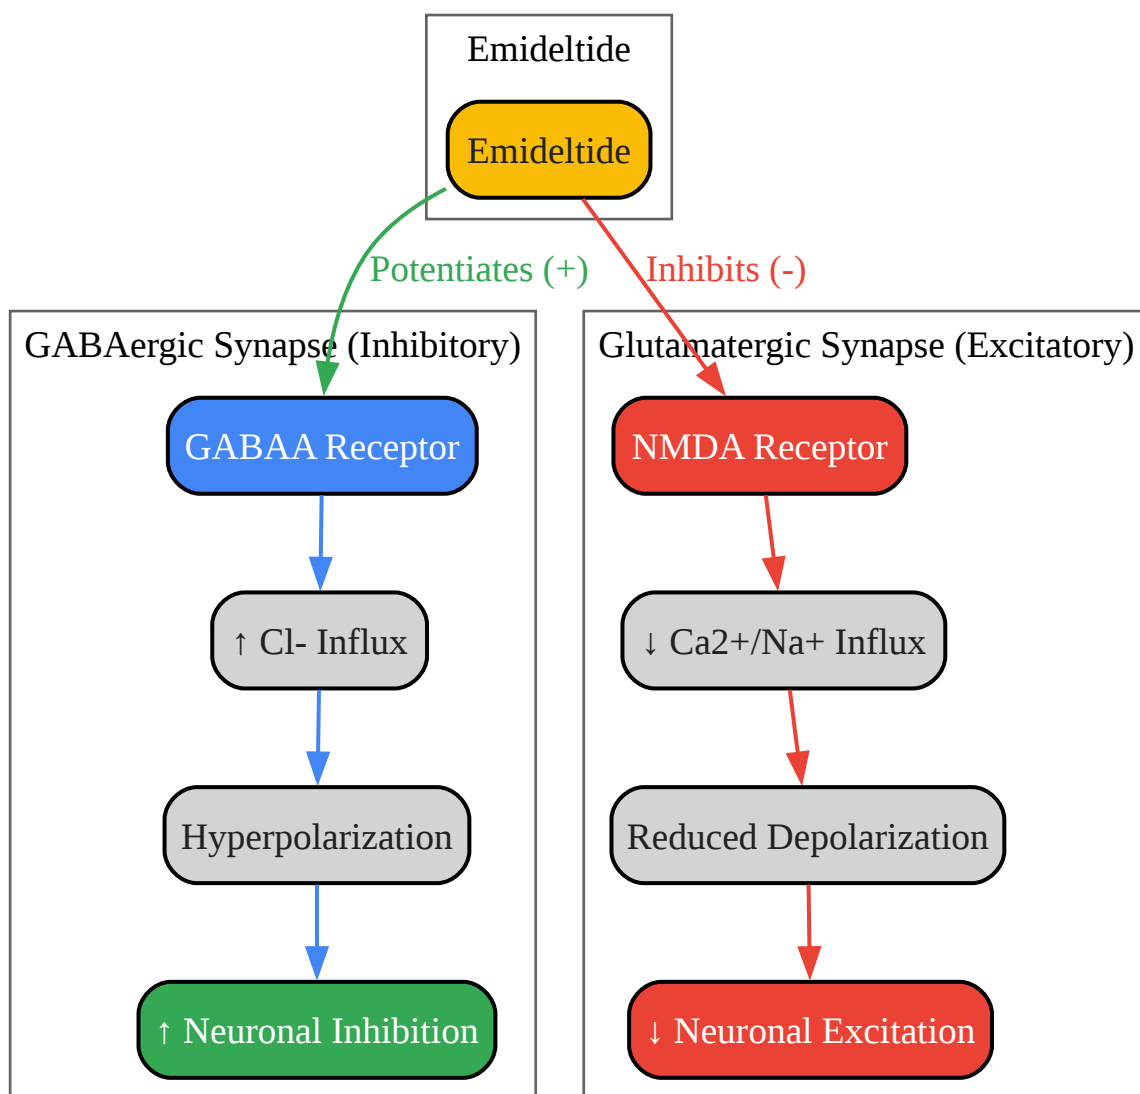 Emideltide
Emideltide
Potentiates (+)
Inhibits (-)
GABAergic Synapse (Inhibitory)
GABAA Receptor
↑ Cl- Influx
Hyperpolarization
↑ Neuronal Inhibition
Glutamatergic Synapse (Excitatory)
NMDA Receptor
↓ Ca2+/Na+ Influx
Reduced Depolarization
↓ Neuronal Excitation